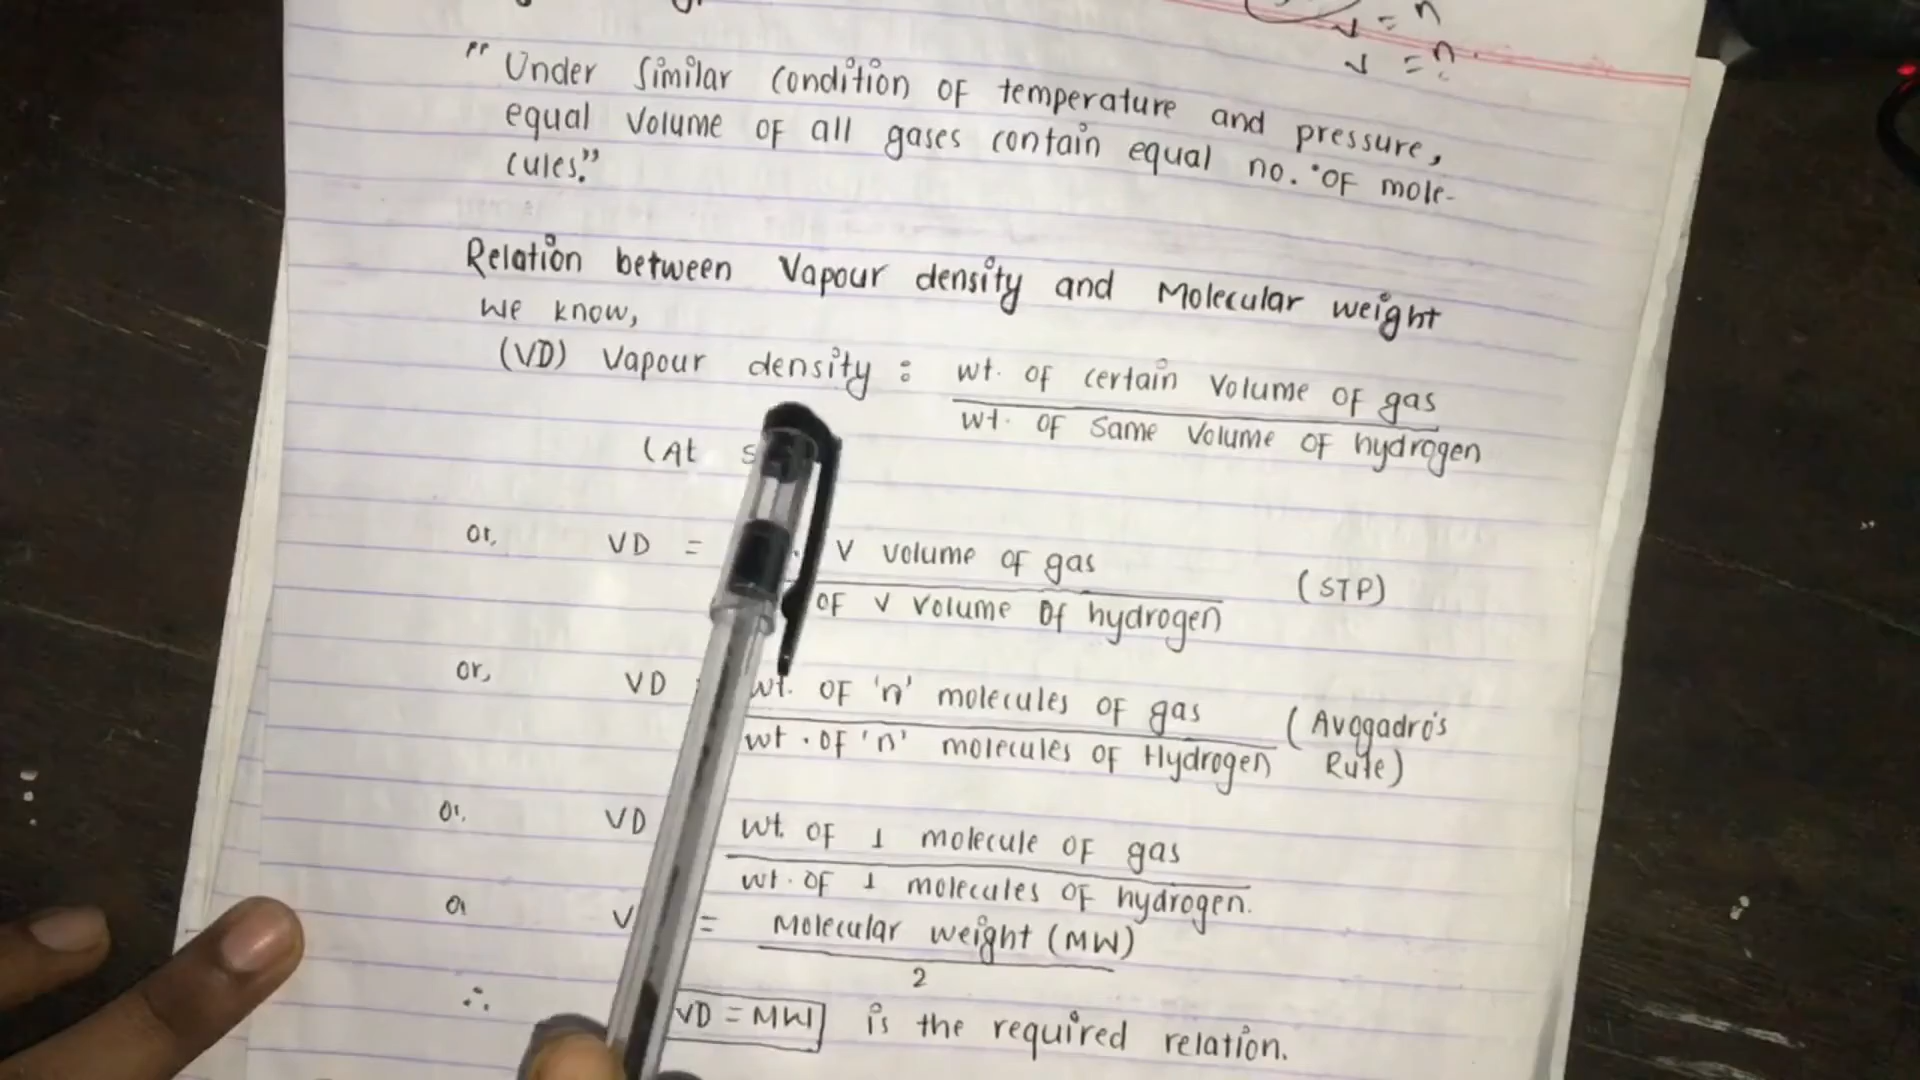 √ = n
√ = n
" Under Similar condition of temperature and pressure,
equal volume of all gases contain equal no. of mole-
cules."
Relation between Vapour density and Molecular weight
We know,
(VD) Vapour density : wt. of certain Volume of gas
wt. of same volume of hydrogen
(At
or, VD = V volume of gas (STP)
of V volume of hydrogen
or, VD wt. of 'n' molecules of gas (Avogadro's
wt. of 'n' molecules of Hydrogen Rule)
or, VD wt. of 1 molecule of gas
wt. of 1 molecules of hydrogen.
or = Molecular weight (MW)
2
∴ VD = MW is the required relation.